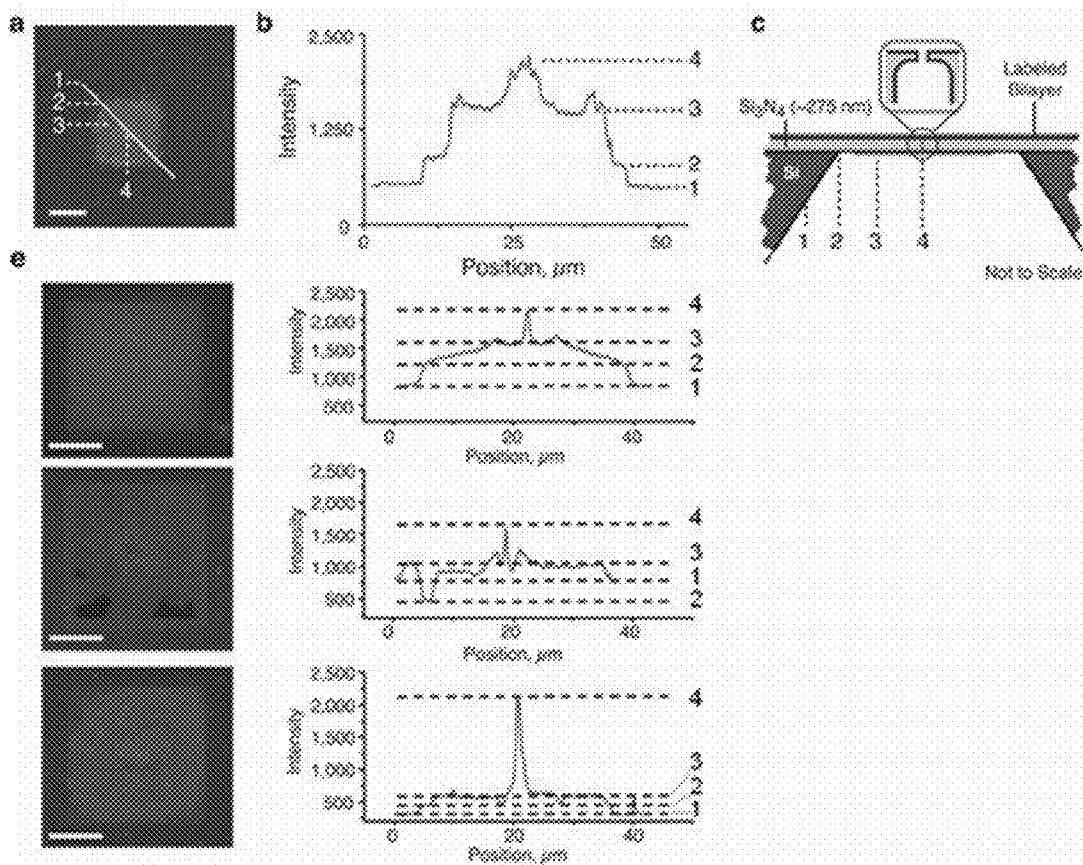 a
1
2
3
4
b
2,500
1,250
0
Intensity
4
3
2
1
0 25 50
Position, µm
c
Labeled
Bilayer
Si₃N₄ (~275 nm)
Si
1 2 3 4
Not to Scale
e
2,500
2,000
1,500
1,000
500
Intensity
4
3
2
1
0 20 40
Position, µm
2,500
2,000
1,500
1,000
500
Intensity
4
3
1
2
0 20 40
Position, µm
2,500
2,000
1,500
1,000
500
Intensity
4
3
2
1
0 20 40
Position, µm